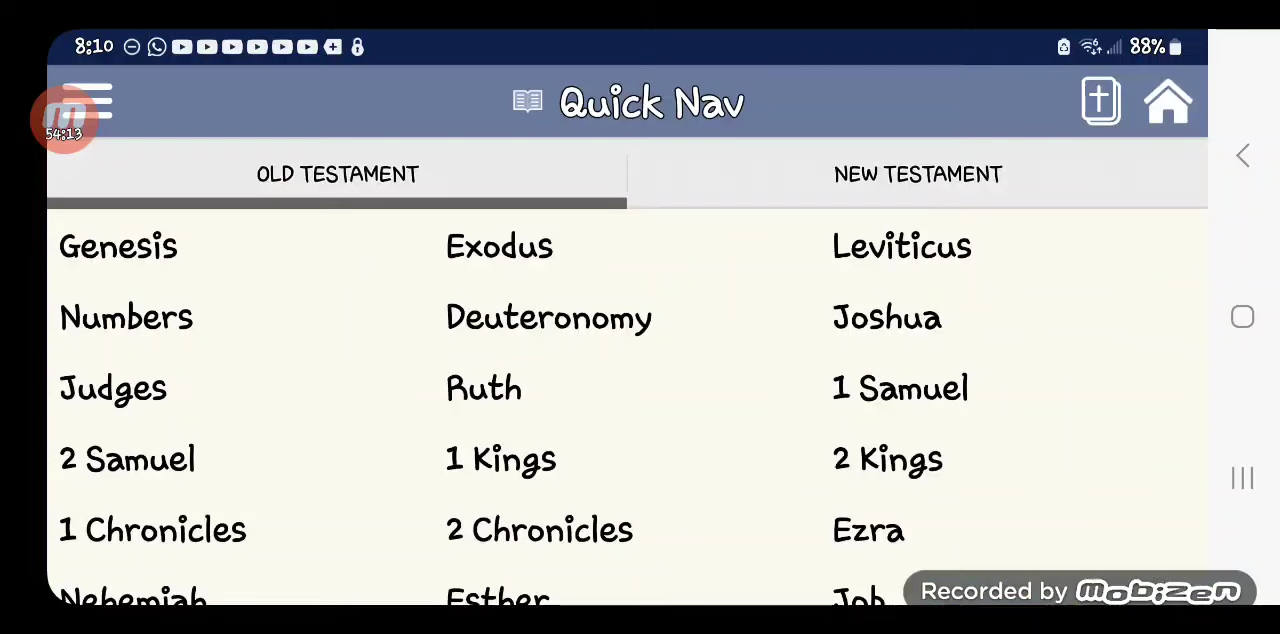 8:10 88%
Quick Nav
54:13
OLD TESTAMENT NEW TESTAMENT
Genesis Exodus Leviticus
Numbers Deuteronomy Joshua
Judges Ruth 1 Samuel
2 Samuel 1 Kings 2 Kings
1 Chronicles 2 Chronicles Ezra
Nehemiah Esther Job
Recorded by mobizen